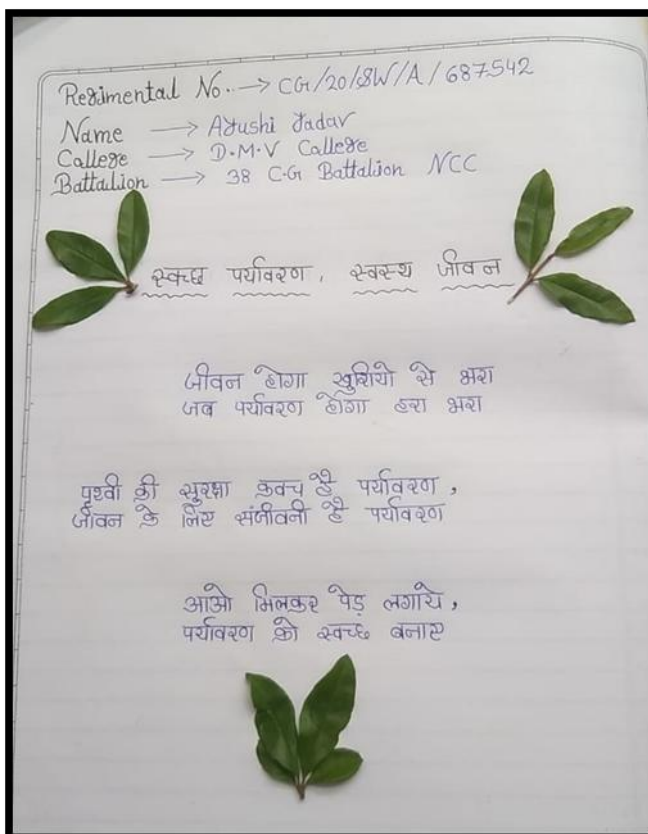 Regimental No. → CG/20/SW/A/687542
Name → Ayushi Yadav
College → D.M.V College
Battalion → 38 C.G Battalion NCC
स्वच्छ पर्यावरण, स्वस्थ जीवन
जीवन होगा खुशियो से भरा
जब पर्यावरण होगा हरा भरा
पृथ्वी की सुरक्षा कवच है पर्यावरण,
जीवन के लिए संजीवनी है पर्यावरण
आओ मिलकर पेड़ लगाये,
पर्यावरण को स्वच्छ बनाए